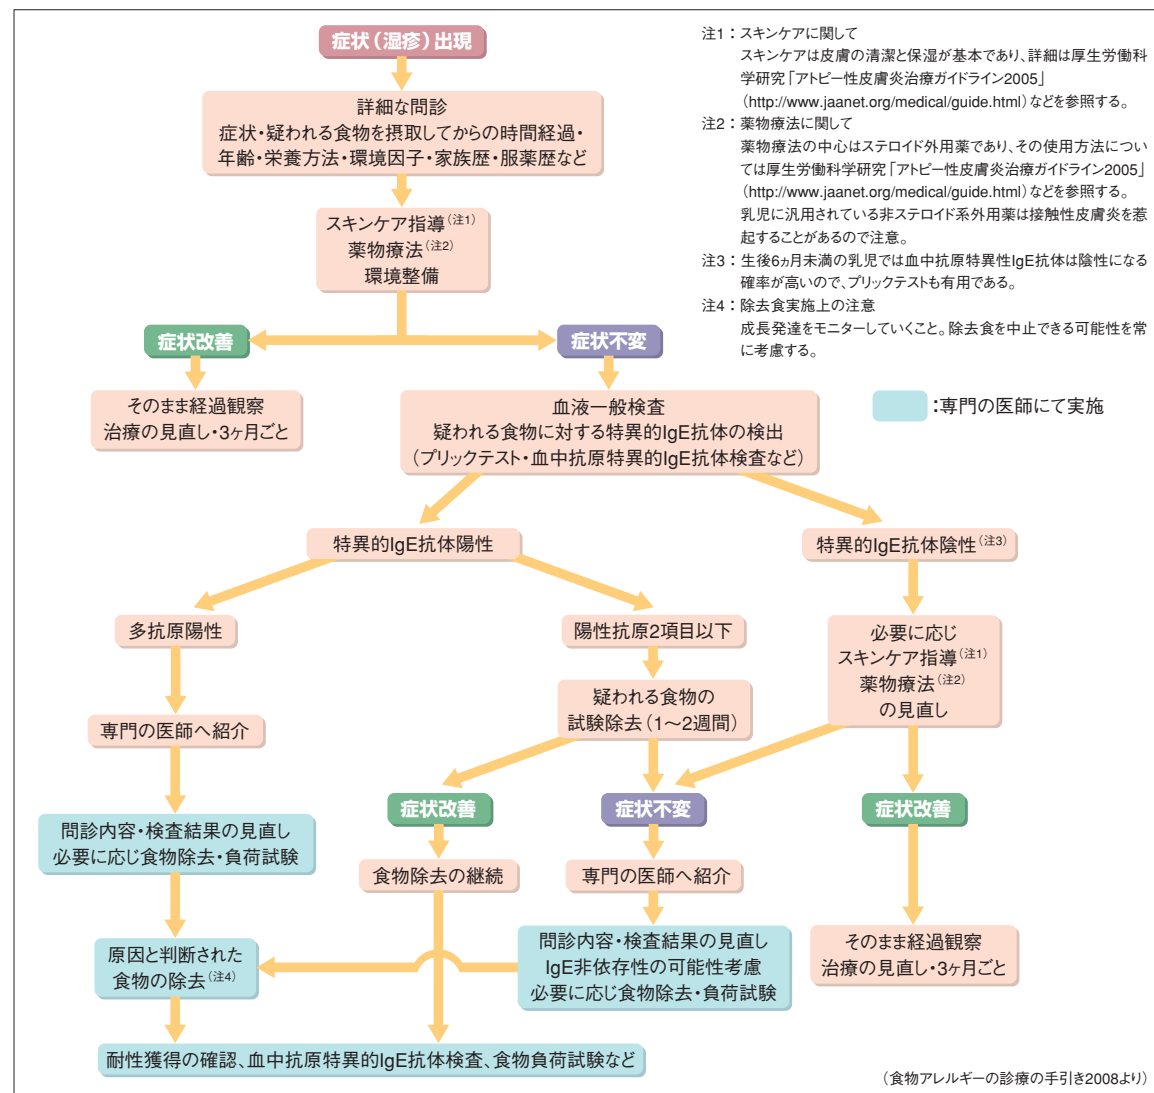 症状(湿疹)出現
詳細な問診
症状・疑われる食物を摂取してからの時間経過・
年齢・栄養方法・環境因子・家族歴・服薬歴など
スキンケア指導(注1)
薬物療法(注2)
環境整備
注1:スキンケアに関して
スキンケアは皮膚の清潔と保湿が基本であり、詳細は厚生労働科
学研究「アトピー性皮膚炎治療ガイドライン2005」
(http://www.jaanet.org/medical/guide.html)などを参照する。
注2:薬物療法に関して
薬物療法の中心はステロイド外用薬であり、その使用方法につい
ては厚生労働科学研究「アトピー性皮膚炎治療ガイドライン2005」
(http://www.jaanet.org/medical/guide.html)などを参照する。
乳児に汎用されている非ステロイド系外用薬は接触性皮膚炎を惹
起することがあるので注意。
注3:生後6ヵ月未満の乳児では血中抗原特異性IgE抗体は陰性になる
確率が高いので、プリックテストも有用である。
注4:除去食実施上の注意
成長発達をモニターしていくこと。除去食を中止できる可能性を常
に考慮する。
:専門の医師にて実施
症状改善
症状不変
そのまま経過観察
治療の見直し・3ヶ月ごと
血液一般検査
疑われる食物に対する特異的IgE抗体の検出
(プリックテスト・血中抗原特異的IgE抗体検査など)
特異的IgE抗体陽性
特異的IgE抗体陰性(注3)
多抗原陽性
陽性抗原2項目以下
必要に応じ
スキンケア指導(注1)
薬物療法(注2)
の見直し
専門の医師へ紹介
疑われる食物の
試験除去(1〜2週間)
症状改善
症状不変
症状改善
問診内容・検査結果の見直し
必要に応じ食物除去・負荷試験
食物除去の継続
専門の医師へ紹介
原因と判断された
食物の除去(注4)
問診内容・検査結果の見直し
IgE非依存性の可能性考慮
必要に応じ食物除去・負荷試験
そのまま経過観察
治療の見直し・3ヶ月ごと
耐性獲得の確認、血中抗原特異的IgE抗体検査、食物負荷試験など
(食物アレルギーの診療の手引き2008より)